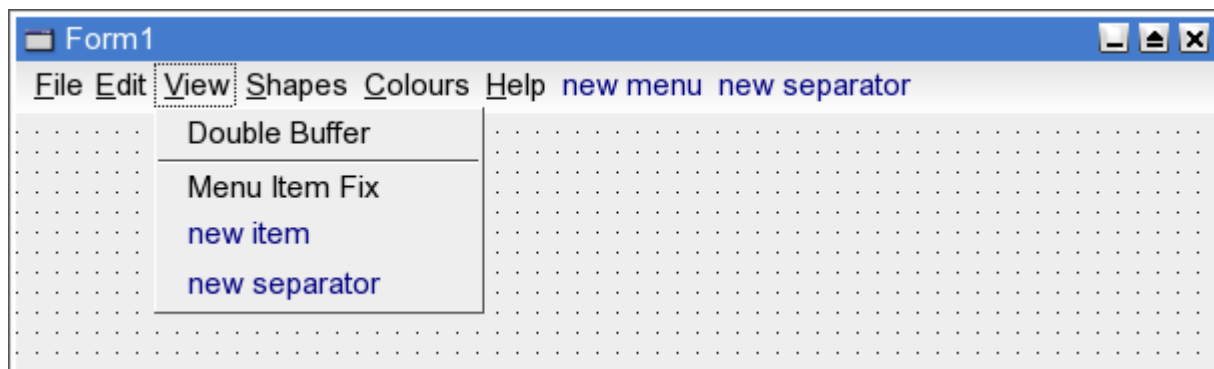 Form1
File Edit View Shapes Colours Help new menu new separator
Double Buffer
Menu Item Fix
new item
new separator